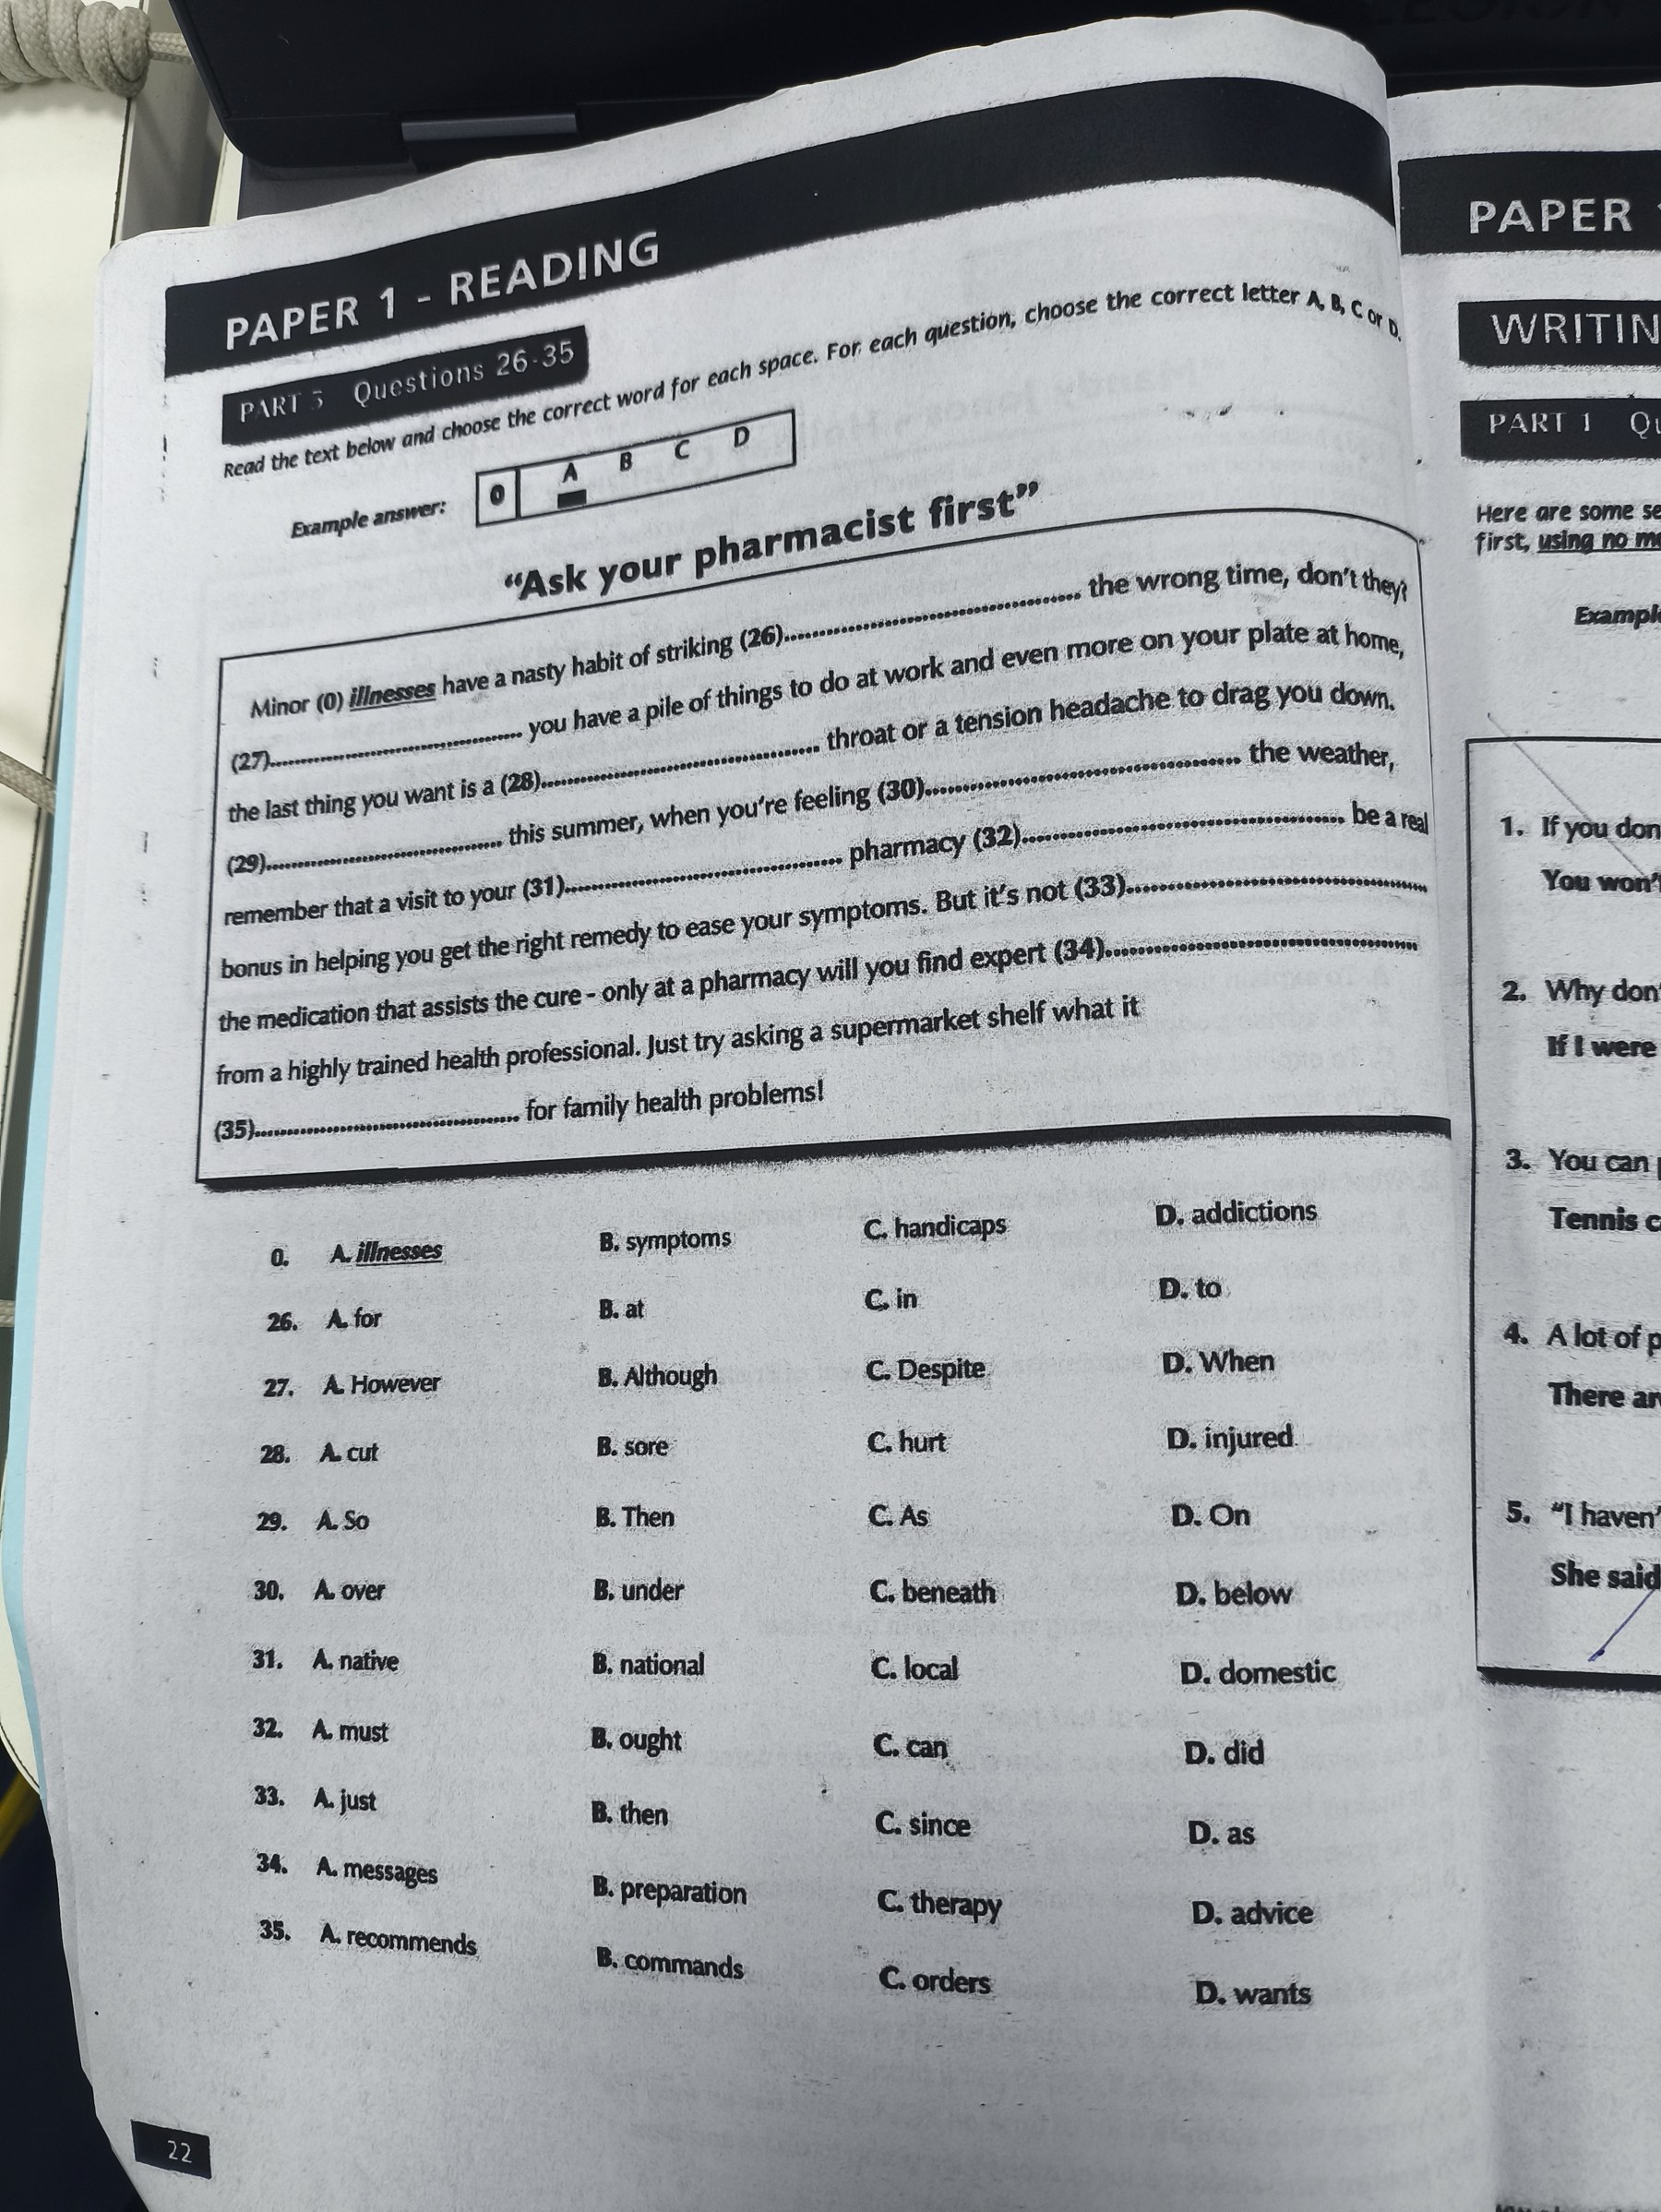 PAPER 1 - READING
PART 5 Questions 26-35
Read the text below and choose the correct word for each space. For each question, choose the correct letter A, B, C or D.
Example answer: 0 A B C D
“Ask your pharmacist first”
Minor (0) illnesses have a nasty habit of striking (26)........................................ the wrong time, don't they?
(27)........................................ you have a pile of things to do at work and even more on your plate at home,
the last thing you want is a (28)........................................ throat or a tension headache to drag you down.
(29)........................................ this summer, when you're feeling (30)........................................ the weather,
remember that a visit to your (31)........................................ pharmacy (32)........................................ be a real
bonus in helping you get the right remedy to ease your symptoms. But it's not (33)........................................
the medication that assists the cure - only at a pharmacy will you find expert (34)........................................
from a highly trained health professional. Just try asking a supermarket shelf what it
(35)........................................ for family health problems!
0. A. illnesses B. symptoms C. handicaps D. addictions
26. A. for B. at C. in D. to
27. A. However B. Although C. Despite D. When
28. A. cut B. sore C. hurt D. injured
29. A. So B. Then C. As D. On
30. A. over B. under C. beneath D. below
31. A. native B. national C. local D. domestic
32. A. must B. ought C. can D. did
33. A. just B. then C. since D. as
34. A. messages B. preparation C. therapy D. advice
35. A. recommends B. commands C. orders D. wants
22
PAPER
WRITIN
PART 1 Qu
Here are some se
first, using no m
Example
1. If you don
You won't
2. Why don'
If I were
3. You can p
Tennis c
4. A lot of p
There ar
5. “I haven'
She said